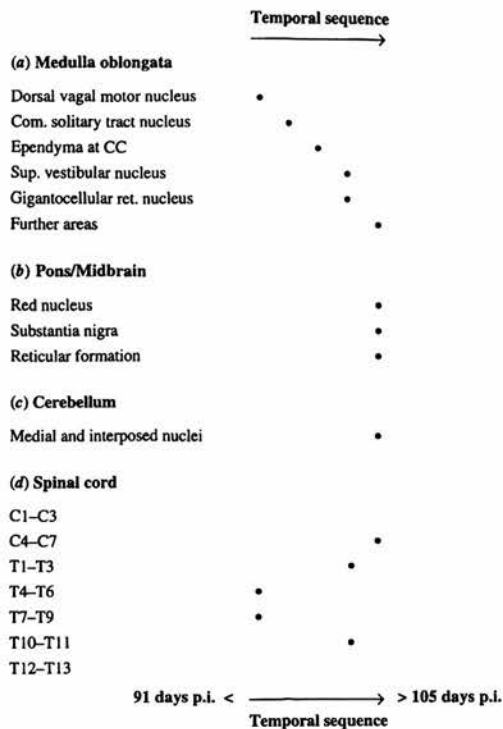 Temporal sequence
(a) Medulla oblongata
Dorsal vagal motor nucleus
Com. solitary tract nucleus
Ependyma at CC
Sup. vestibular nucleus
Gigantocellular ret. nucleus
Further areas
(b) Pons/Midbrain
Red nucleus
Substantia nigra
Reticular formation
(c) Cerebellum
Medial and interposed nuclei
(d) Spinal cord
C1–C3
C4–C7
T1–T3
T4–T6
T7–T9
T10–T11
T12–T13
91 days p.i. < > 105 days p.i.
Temporal sequence